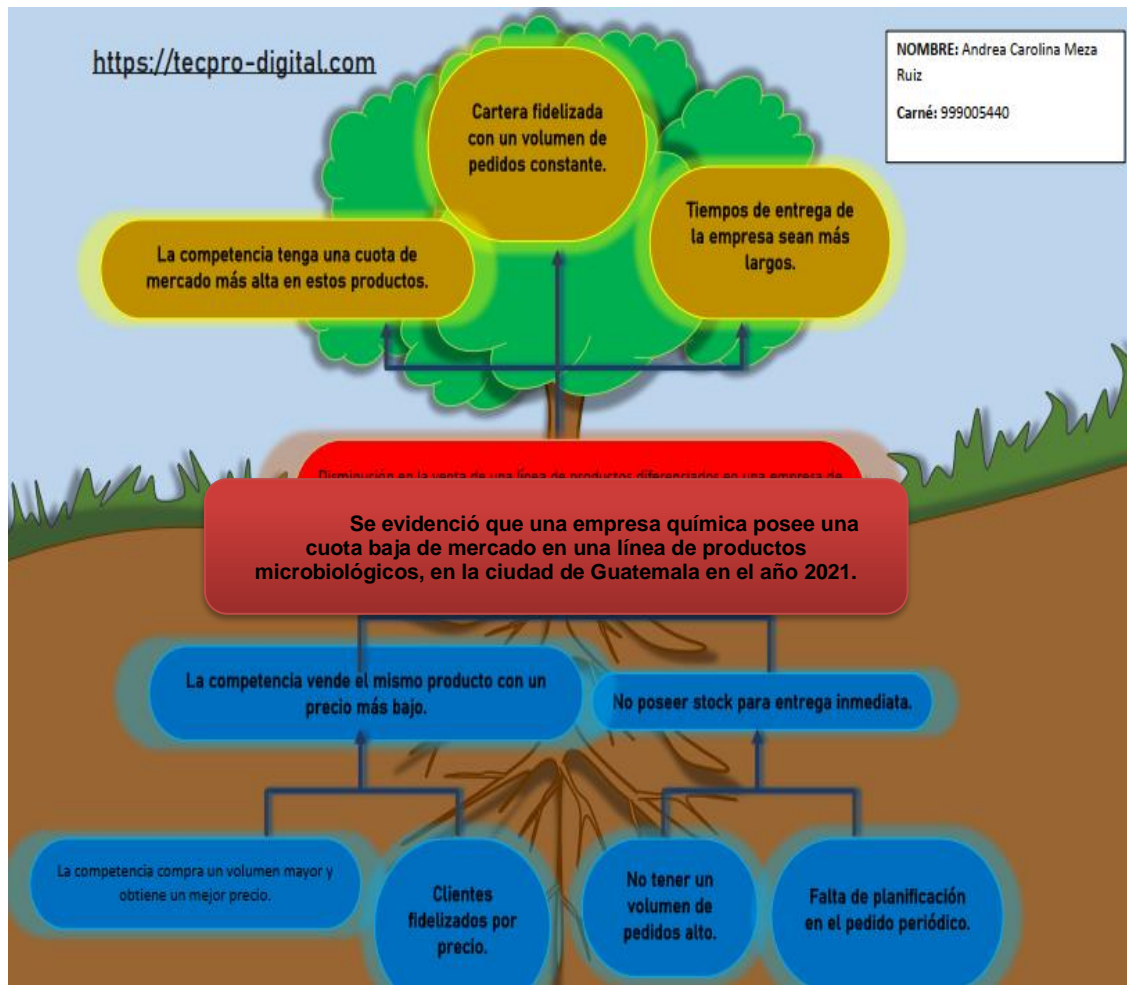 https://tecpro-digital.com
NOMBRE: Andrea Carolina Meza
Ruiz
Carné: 999005440
Cartera fidelizada
con un volumen de
pedidos constante.
Tiempos de entrega de
la empresa sean más
largos.
La competencia tenga una cuota de
mercado más alta en estos productos.
Disminución en la venta de una línea de productos diferenciados en una empresa de
Se evidenció que una empresa química posee una
cuota baja de mercado en una línea de productos
microbiológicos, en la ciudad de Guatemala en el año 2021.
La competencia vende el mismo producto con un
precio más bajo.
No poseer stock para entrega inmediata.
La competencia compra un volumen mayor y
obtiene un mejor precio.
Clientes
fidelizados por
precio.
No tener un
volumen de
pedidos alto.
Falta de planificación
en el pedido periódico.